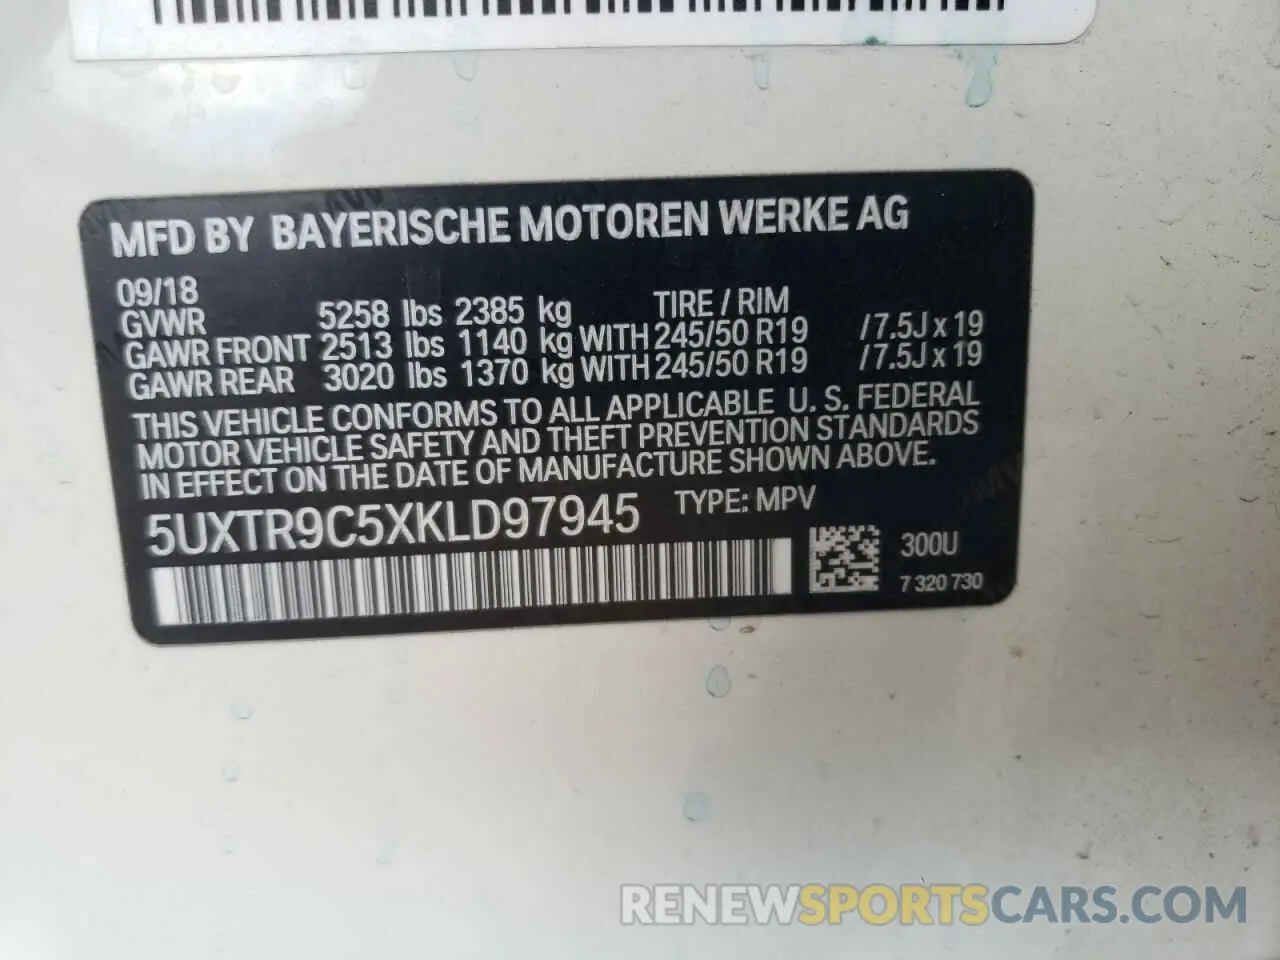 MFD BY BAYERISCHE MOTOREN WERKE AG
09/18 TIRE / RIM
GVWR 5258 lbs 2385 kg
GAWR FRONT 2513 lbs 1140 kg WITH 245/50 R19 / 7.5J x 19
GAWR REAR 3020 lbs 1370 kg WITH 245/50 R19 / 7.5J x 19
THIS VEHICLE CONFORMS TO ALL APPLICABLE U. S. FEDERAL
MOTOR VEHICLE SAFETY AND THEFT PREVENTION STANDARDS
IN EFFECT ON THE DATE OF MANUFACTURE SHOWN ABOVE.
5UXTR9C5XKLD97945 TYPE: MPV
300U
7 320 730
RENEWSPORTSCARS.COM